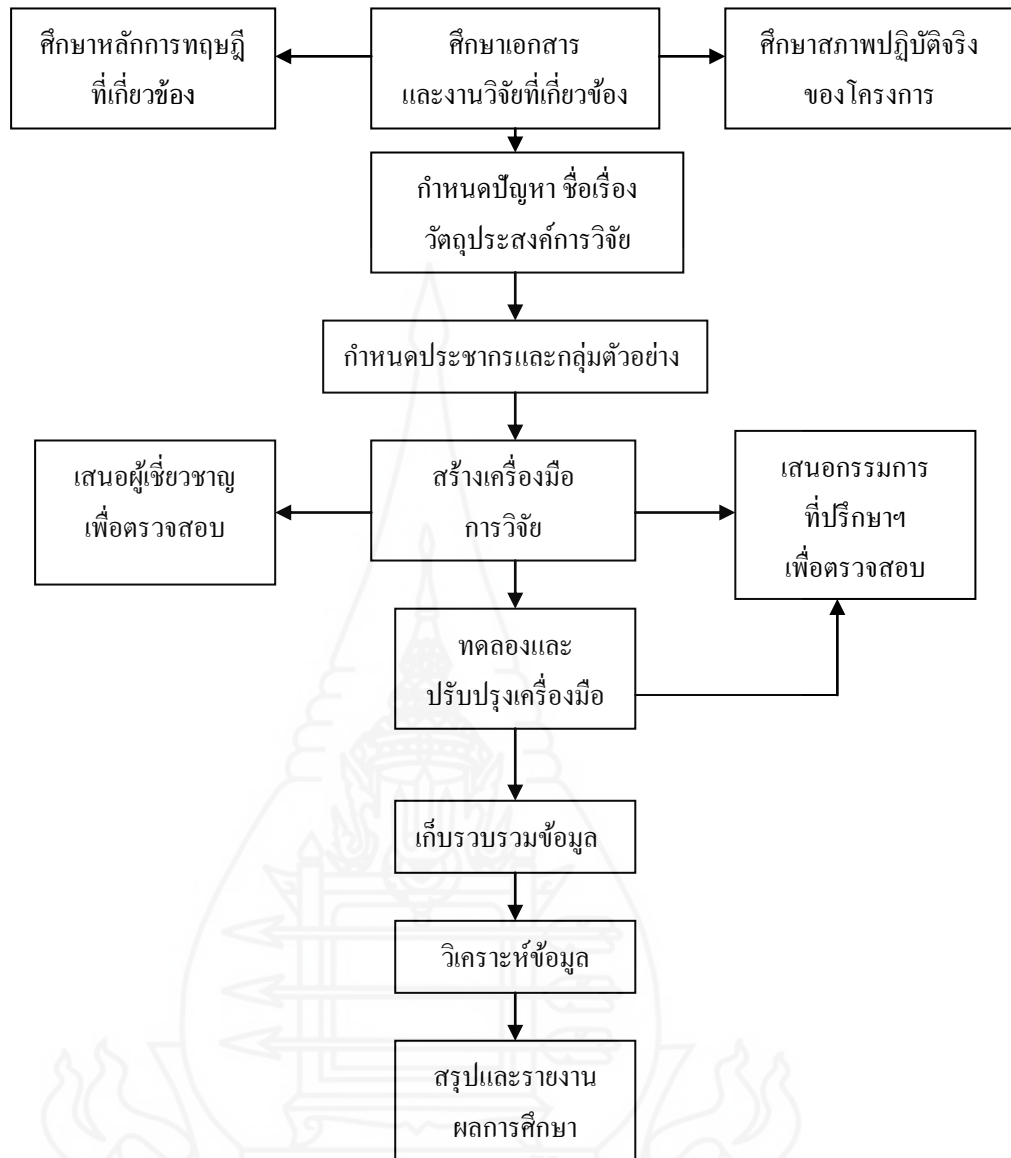 ศึกษาหลักการทฤษฎี
ที่เกี่ยวข้อง
ศึกษาเอกสาร
และงานวิจัยที่เกี่ยวข้อง
ศึกษาสภาพปฏิบัติจริง
ของโครงการ
กำหนดปัญหา ชื่อเรื่อง
วัตถุประสงค์การวิจัย
กำหนดประชากรและกลุ่มตัวอย่าง
เสนอผู้เชี่ยวชาญ
เพื่อตรวจสอบ
สร้างเครื่องมือ
การวิจัย
เสนอกรรมการ
ที่ปรึกษาฯ
เพื่อตรวจสอบ
ทดลองและ
ปรับปรุงเครื่องมือ
เก็บรวบรวมข้อมูล
วิเคราะห์ข้อมูล
สรุปและรายงาน
ผลการศึกษา